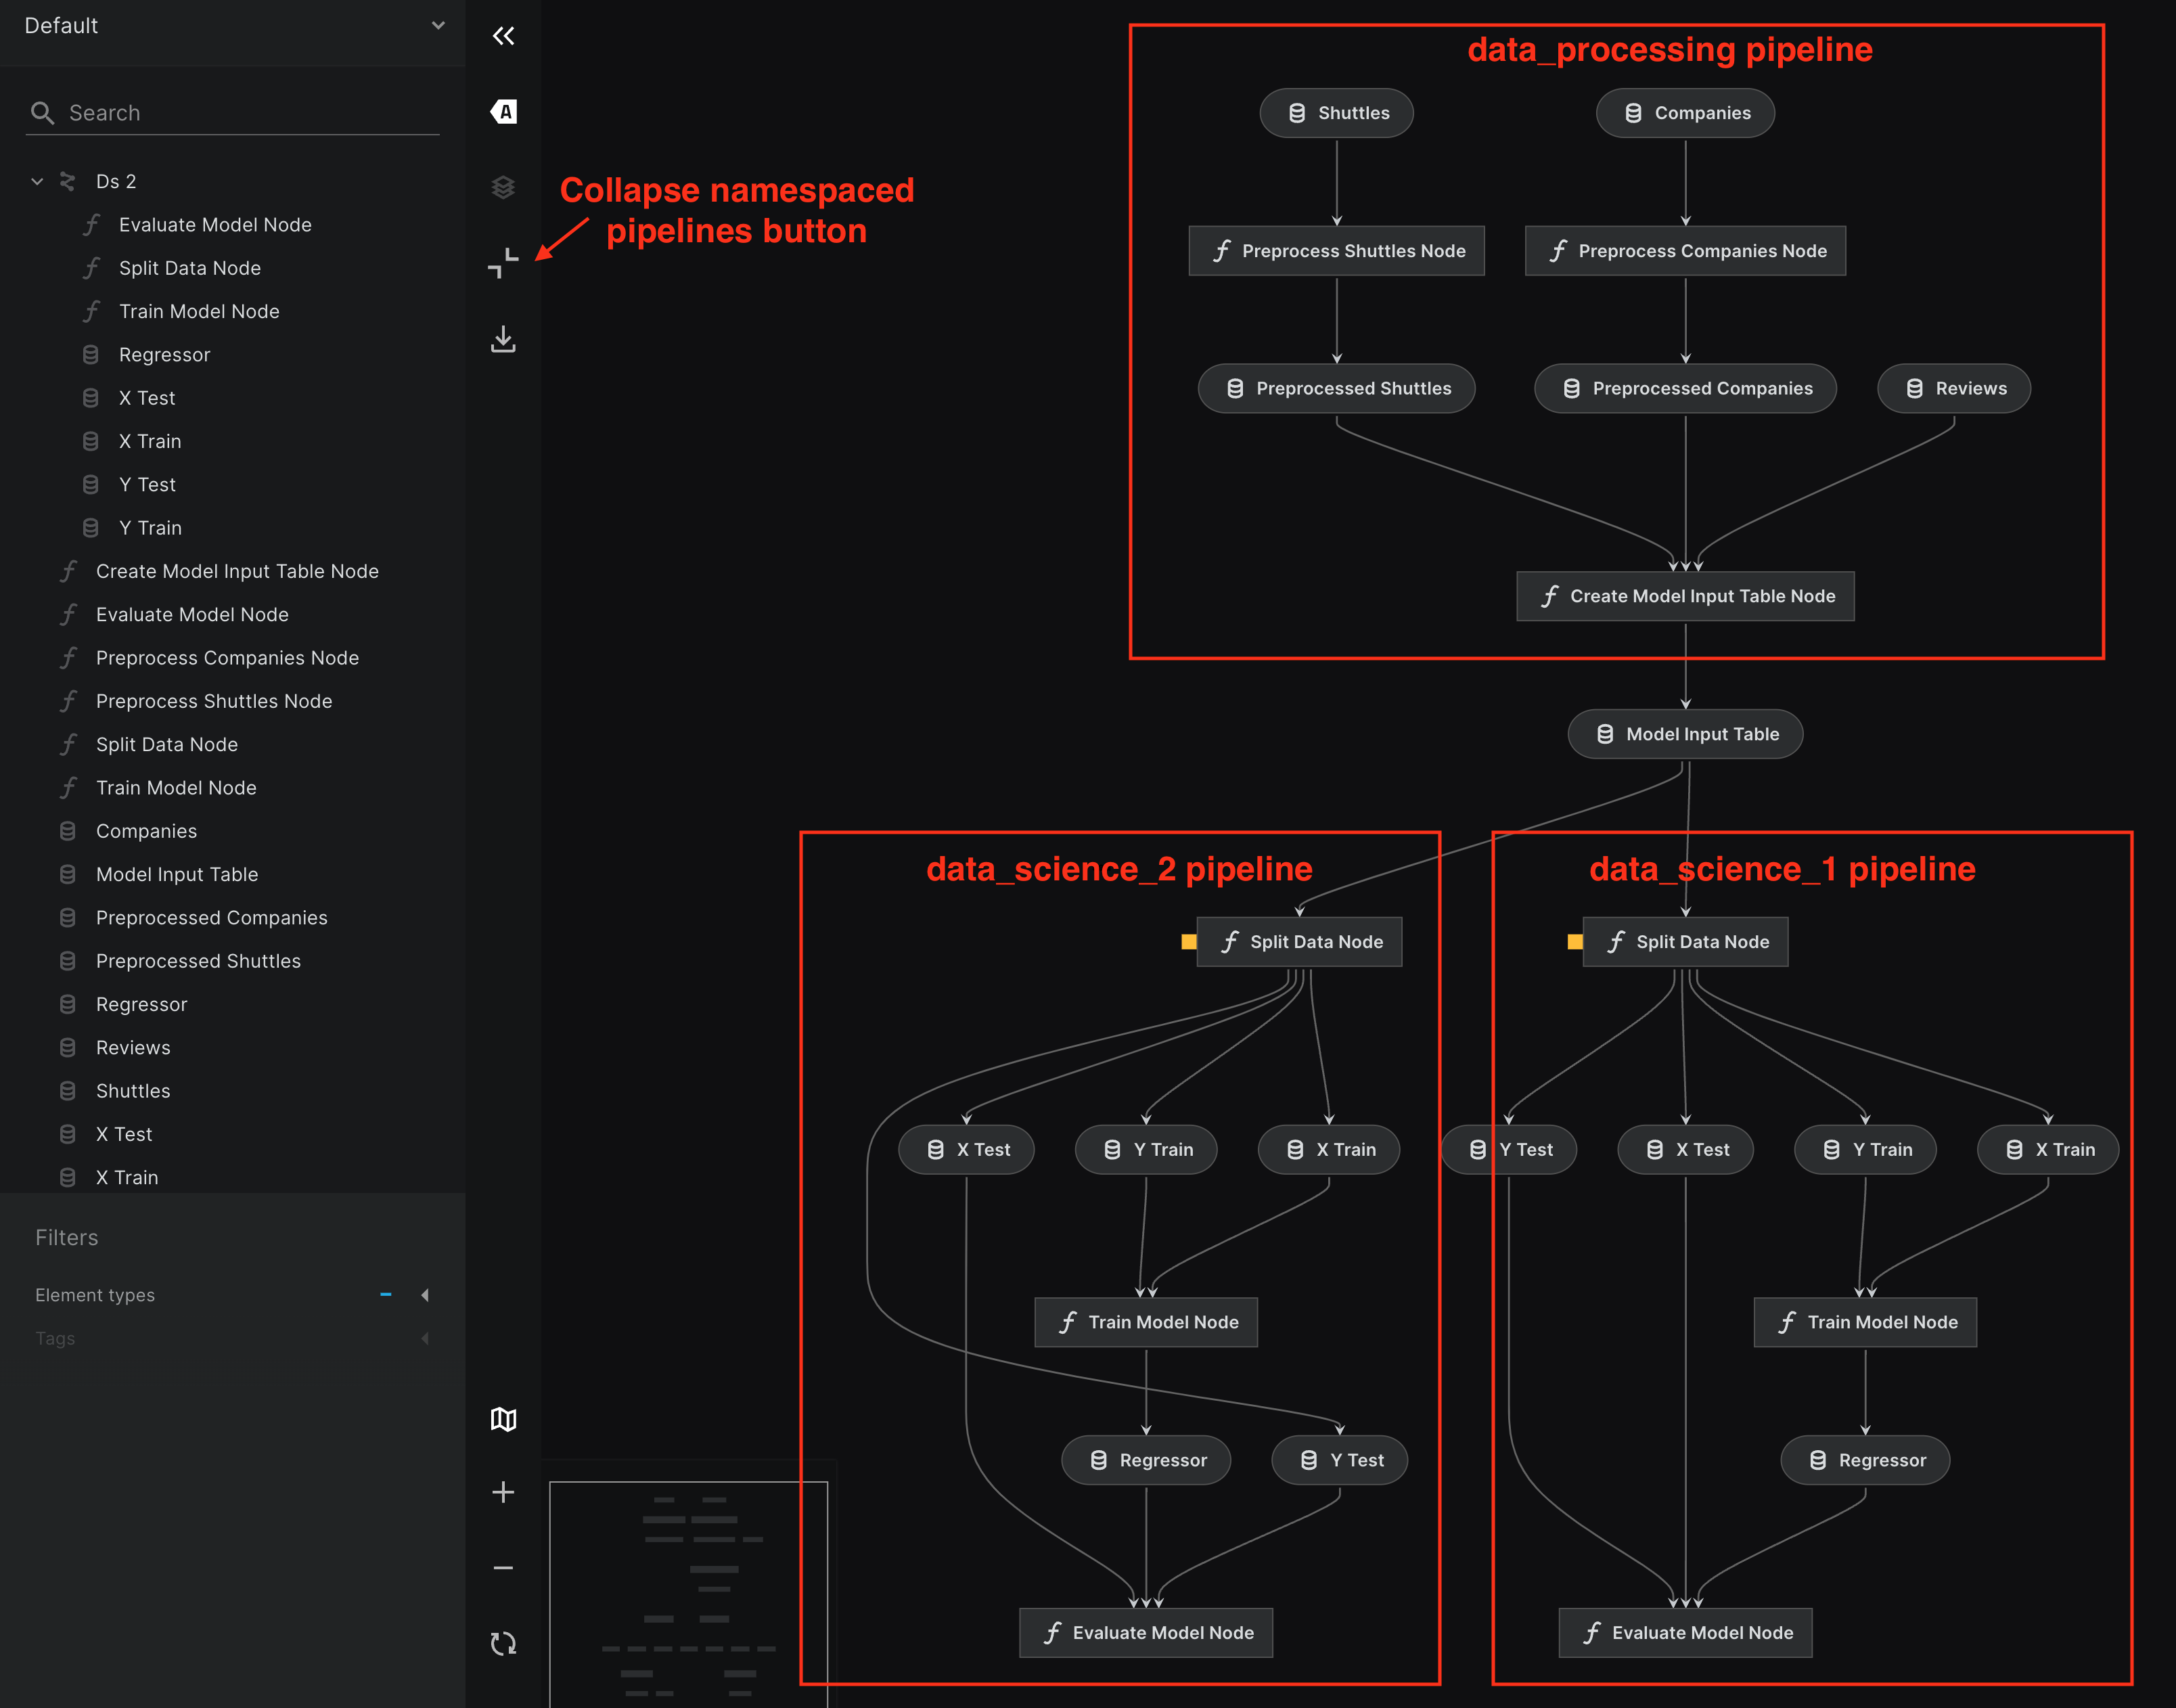 Default
Search
Ds 2
Evaluate Model Node
Split Data Node
Train Model Node
Regressor
X Test
X Train
Y Test
Y Train
Create Model Input Table Node
Evaluate Model Node
Preprocess Companies Node
Preprocess Shuttles Node
Split Data Node
Train Model Node
Companies
Model Input Table
Preprocessed Companies
Preprocessed Shuttles
Regressor
Reviews
Shuttles
X Test
X Train
Filters
Element types
Tags
A
Collapse namespaced
pipelines button
data_processing pipeline
Shuttles
Companies
Preprocess Shuttles Node
Preprocess Companies Node
Preprocessed Shuttles
Preprocessed Companies
Reviews
Create Model Input Table Node
Model Input Table
data_science_2 pipeline
Split Data Node
X Test
Y Train
X Train
Train Model Node
Regressor
Y Test
Evaluate Model Node
data_science_1 pipeline
Split Data Node
Y Test
X Test
Y Train
X Train
Train Model Node
Regressor
Evaluate Model Node